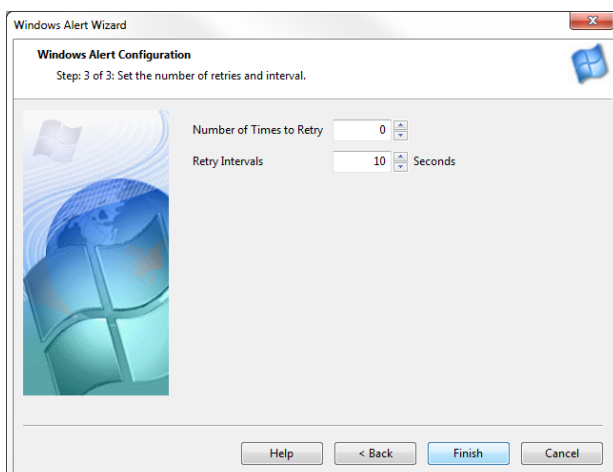 Windows Alert Wizard
Windows Alert Configuration
Step: 3 of 3: Set the number of retries and interval.
Number of Times to Retry 0
Retry Intervals 10 Seconds
Help < Back Finish Cancel